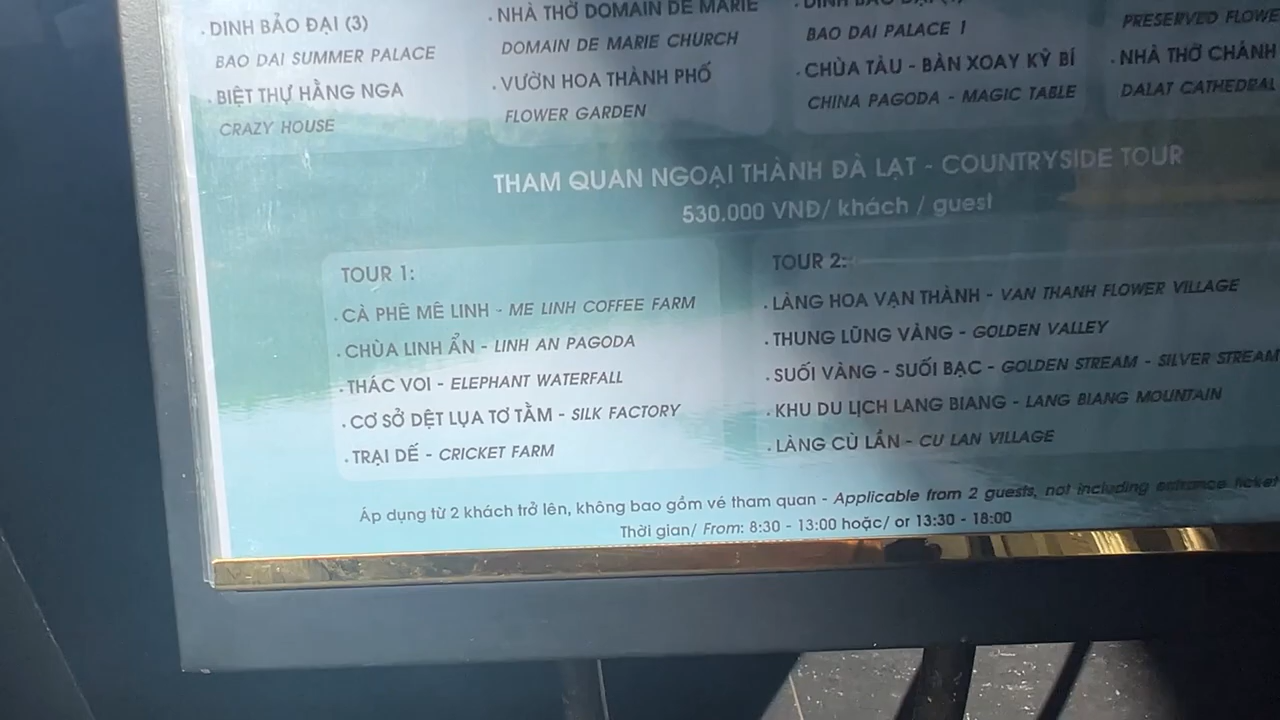 . DINH BẢO ĐẠI (3)
BAO DAI SUMMER PALACE
. BIỆT THỰ HẰNG NGA
CRAZY HOUSE
. NHÀ THỜ DOMAIN DE MARIE
DOMAIN DE MARIE CHURCH
. VƯỜN HOA THÀNH PHỐ
FLOWER GARDEN
BAO DAI PALACE 1
. CHÙA TÀU - BÀN XOAY KỲ BÍ
CHINA PAGODA - MAGIC TABLE
PRESERVED
. NHÀ THỜ CHÁNH
DALAT CATHEDRAL
THAM QUAN NGOẠI THÀNH ĐÀ LẠT - COUNTRYSIDE TOUR
530.000 VNĐ/ khách / guest
TOUR 1:
. CÀ PHÊ MÊ LINH - ME LINH COFFEE FARM
. CHÙA LINH ẨN - LINH AN PAGODA
. THÁC VOI - ELEPHANT WATERFALL
. CƠ SỞ DỆT LỤA TƠ TẰM - SILK FACTORY
. TRẠI DẾ - CRICKET FARM
TOUR 2:
. LÀNG HOA VẠN THÀNH - VAN THANH FLOWER VILLAGE
. THUNG LŨNG VÀNG - GOLDEN VALLEY
. SUỐI VÀNG - SUỐI BẠC - GOLDEN STREAM - SILVER STREAM
. KHU DU LỊCH LANG BIANG - LANG BIANG MOUNTAIN
. LÀNG CÙ LẦN - CU LAN VILLAGE
Áp dụng từ 2 khách trở lên, không bao gồm vé tham quan - Applicable from 2 guests, not including entrance ticket
Thời gian/ From: 8:30 - 13:00 hoặc/ or 13:30 - 18:00